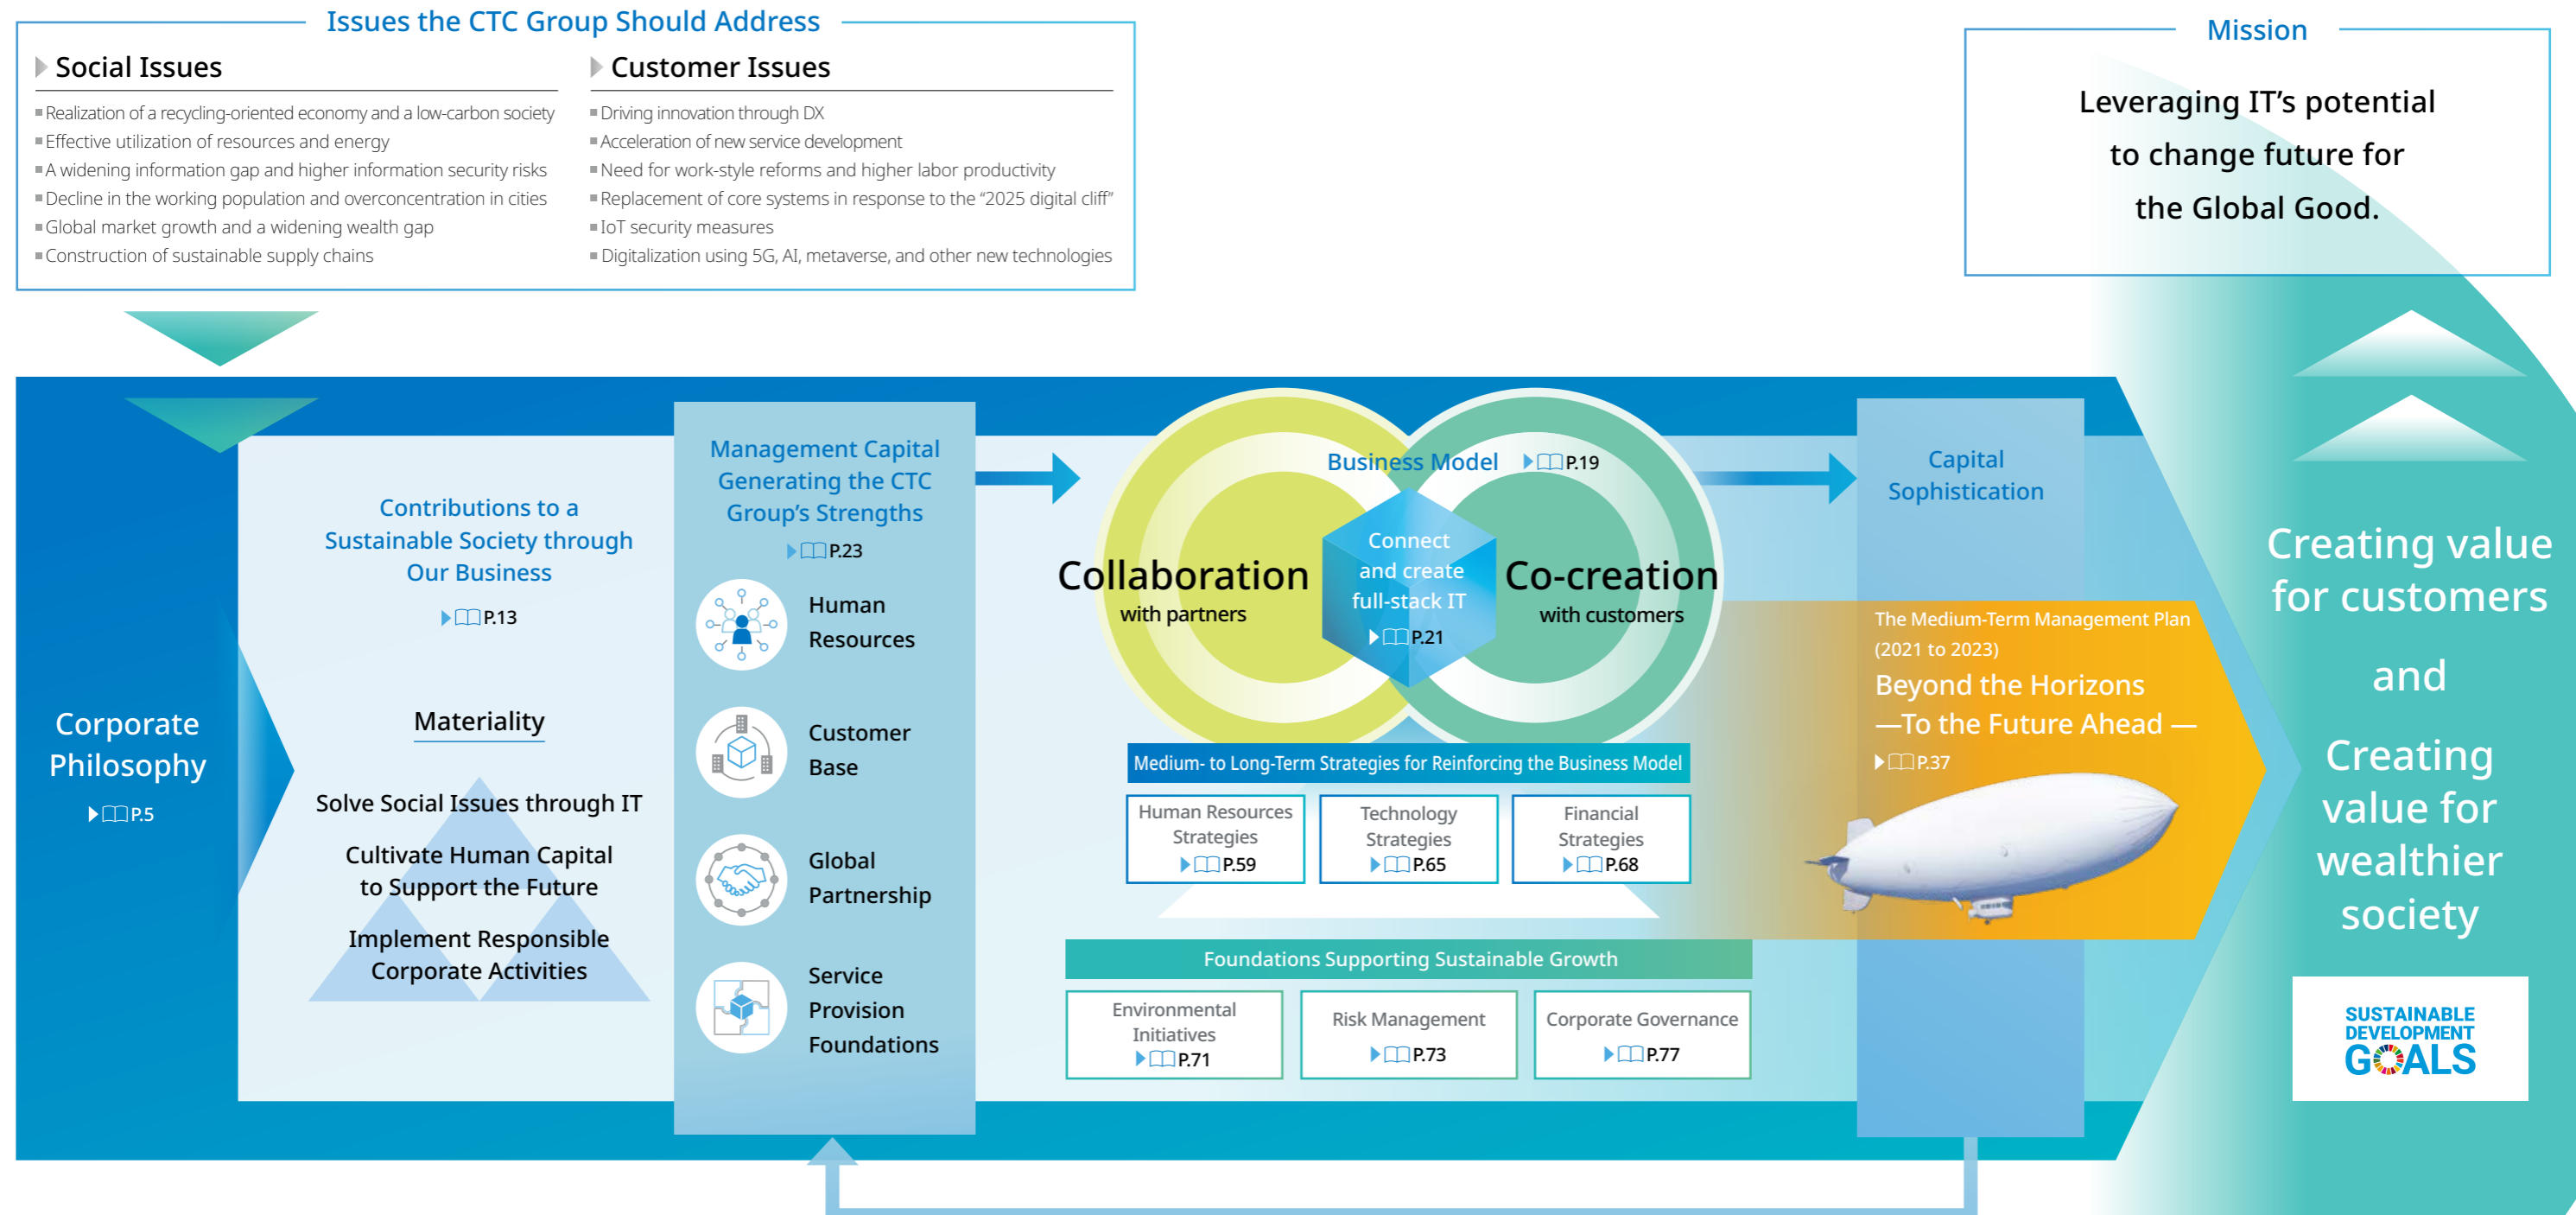 Issues the CTC Group Should Address
Social Issues
Realization of a recycling-oriented economy and a low-carbon society
Effective utilization of resources and energy
A widening information gap and higher information security risks
Decline in the working population and overconcentration in cities
Global market growth and a widening wealth gap
Construction of sustainable supply chains
Customer Issues
Driving innovation through DX
Acceleration of new service development
Need for work-style reforms and higher labor productivity
Replacement of core systems in response to the “2025 digital cliff”
IoT security measures
Digitalization using 5G, AI, metaverse, and other new technologies
Mission
Leveraging IT’s potential
to change future for
the Global Good.
Corporate
Philosophy
P.5
Contributions to a
Sustainable Society through
Our Business
P.13
Materiality
Solve Social Issues through IT
Cultivate Human Capital
to Support the Future
Implement Responsible
Corporate Activities
Management Capital
Generating the CTC
Group’s Strengths
P.23
Human
Resources
Customer
Base
Global
Partnership
Service
Provision
Foundations
Business Model P.19
Collaboration
with partners
Connect
and create
full-stack IT
P.21
Co-creation
with customers
Medium- to Long-Term Strategies for Reinforcing the Business Model
Human Resources
Strategies
P.59
Technology
Strategies
P.65
Financial
Strategies
P.68
Foundations Supporting Sustainable Growth
Environmental
Initiatives
P.71
Risk Management
P.73
Corporate Governance
P.77
Capital
Sophistication
The Medium-Term Management Plan
(2021 to 2023)
Beyond the Horizons
—To the Future Ahead —
P.37
Creating value
for customers
and
Creating
value for
wealthier
society
SUSTAINABLE
DEVELOPMENT
GOALS